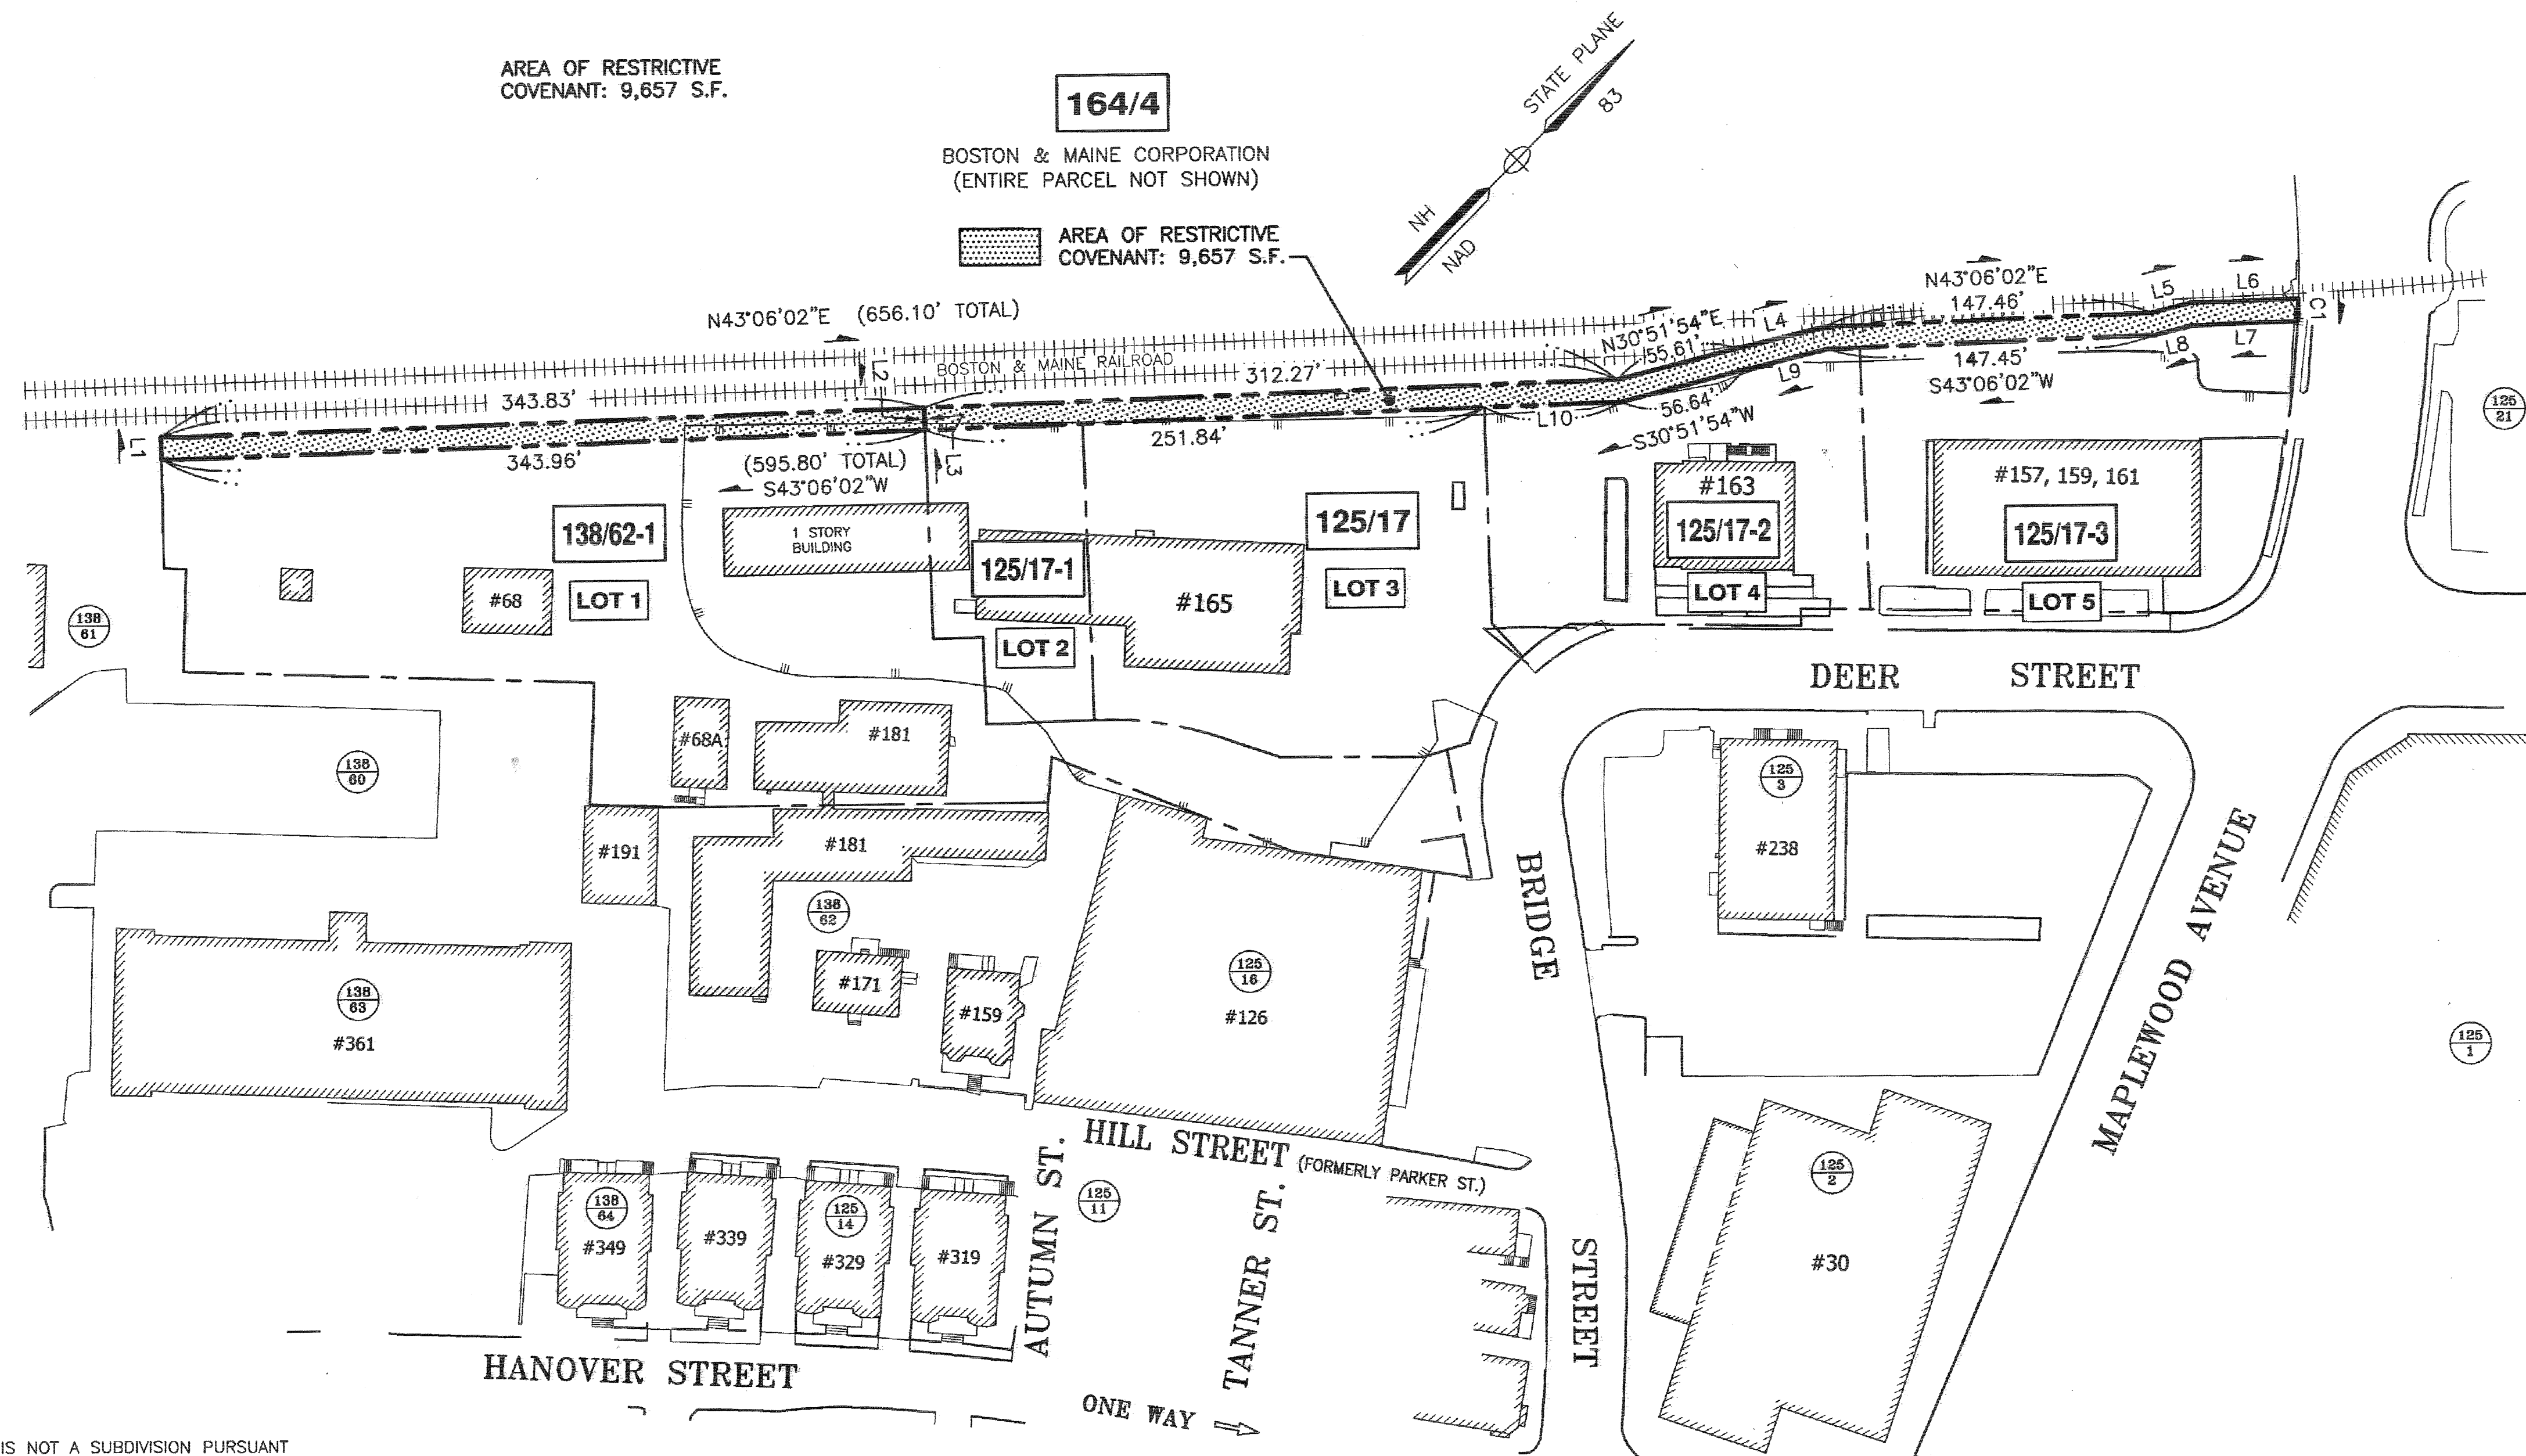 AREA OF RESTRICTIVE
COVENANT: 9,657 S.F.
164/4
BOSTON & MAINE CORPORATION
(ENTIRE PARCEL NOT SHOWN)
AREA OF RESTRICTIVE
COVENANT: 9,657 S.F.
STATE PLANE
83
NH
NAD
N43°06'02"E (656.10' TOTAL)
N43°06'02"E
147.46'
L5
L6
C1
N30°51'54"E
55.61'
L4
L2
BOSTON & MAINE RAILROAD
312.27'
343.83'
L1
L7
L8
147.45'
S43°06'02"W
L9
56.64'
S30°51'54"W
L10
251.84'
343.96'
(595.80' TOTAL)
S43°06'02"W
L3
138/62-1
LOT 1
#68
1 STORY
BUILDING
125/17-1
LOT 2
125/17
LOT 3
#165
#163
125/17-2
LOT 4
#157, 159, 161
125/17-3
LOT 5
125
21
138
61
DEER STREET
138
60
#68A
#181
#191
#181
138
62
#171
#159
138
63
#361
125
16
#126
BRIDGE
STREET
125
3
#238
MAPLEWOOD AVENUE
125
1
125
2
#30
HILL STREET (FORMERLY PARKER ST.)
AUTUMN ST.
125
11
TANNER ST.
138
64
#349
#339
125
14
#329
#319
HANOVER STREET
ONE WAY
IS NOT A SUBDIVISION PURSUANT